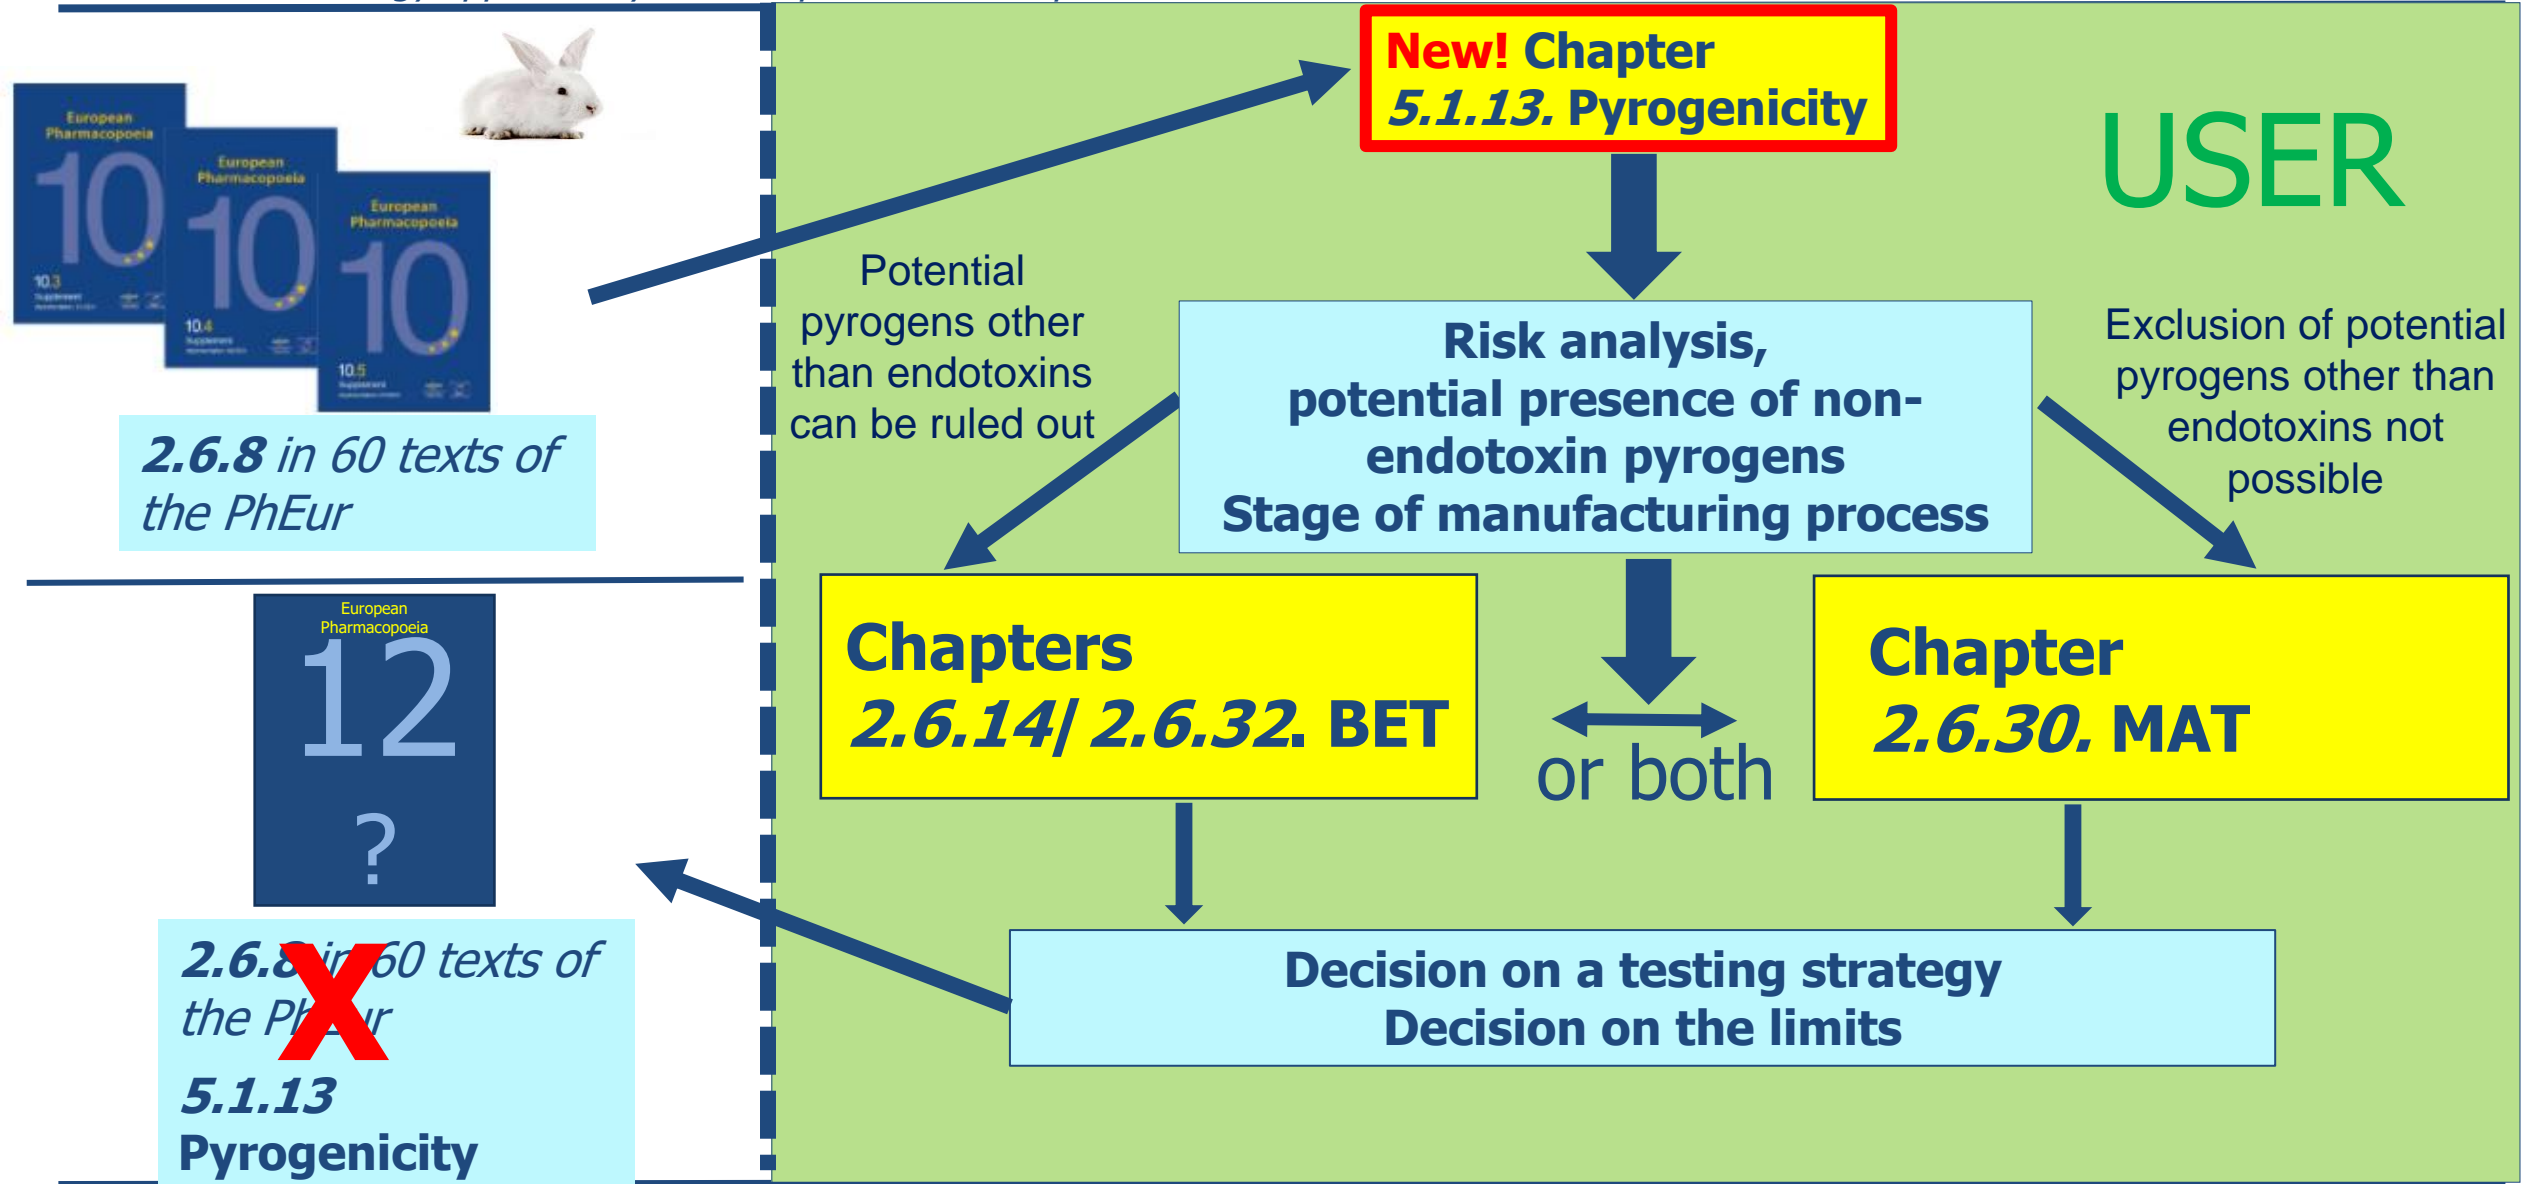 European
Pharmacopoeia
10
10.3
Supplement
European
Pharmacopoeia
10
10.4
Supplement
European
Pharmacopoeia
10
10.5
Supplement
2.6.8 in 60 texts of
the PhEur
European
Pharmacopoeia
12
?
2.6.8 in 60 texts of
the PhEur
X
5.1.13
Pyrogenicity
New! Chapter
5.1.13. Pyrogenicity
USER
Potential
pyrogens other
than endotoxins
can be ruled out
Risk analysis,
potential presence of non-
endotoxin pyrogens
Stage of manufacturing process
Exclusion of potential
pyrogens other than
endotoxins not
possible
Chapters
2.6.14/ 2.6.32. BET
or both
Chapter
2.6.30. MAT
Decision on a testing strategy
Decision on the limits